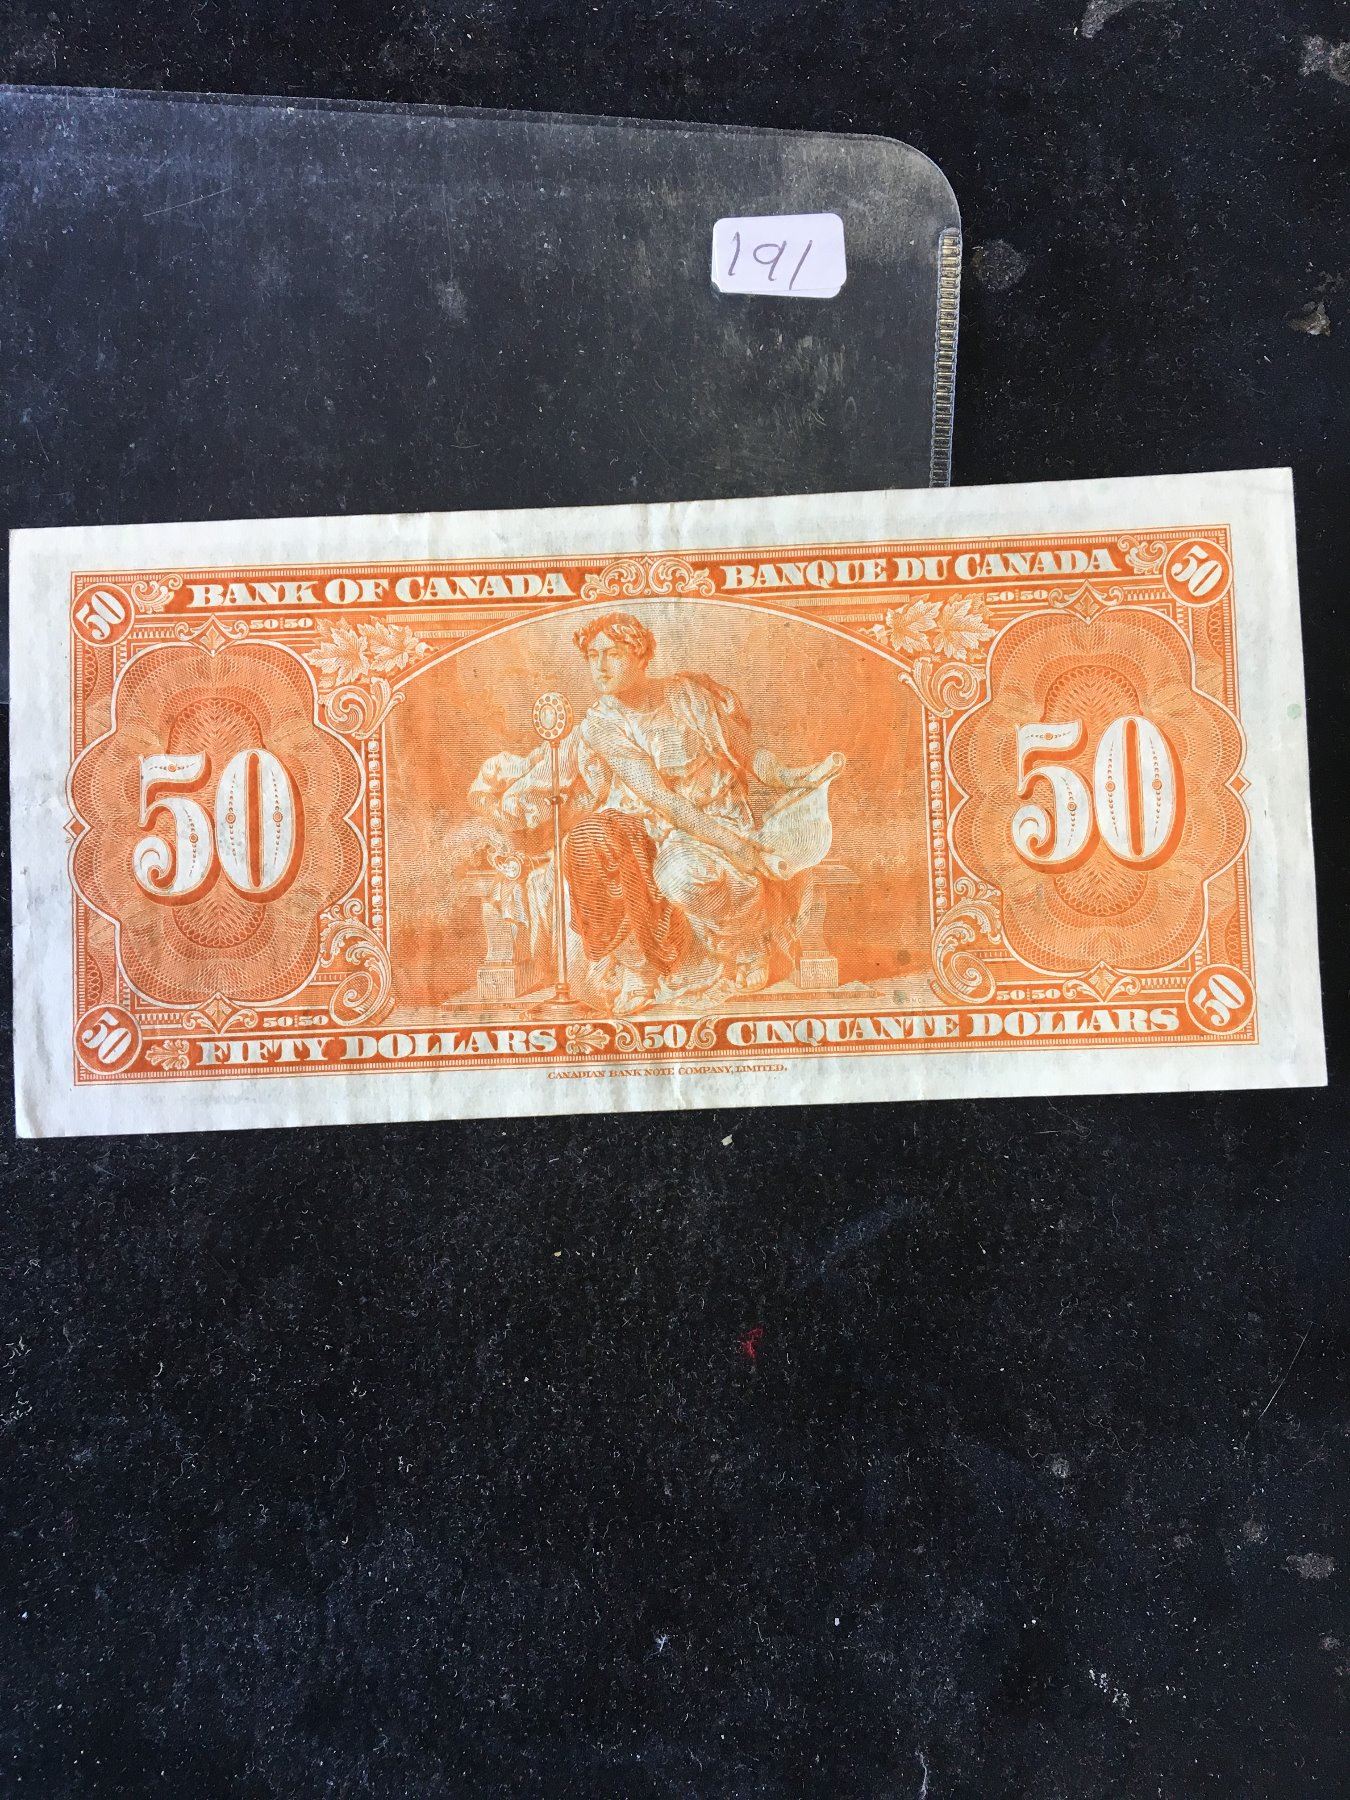 191
BANK OF CANADA BANQUE DU CANADA
50 50
50 50 50 50
50 50
50 50 50 50
50 50
FIFTY DOLLARS 50 CINQUANTE DOLLARS
CANADIAN BANK NOTE COMPANY, LIMITED.